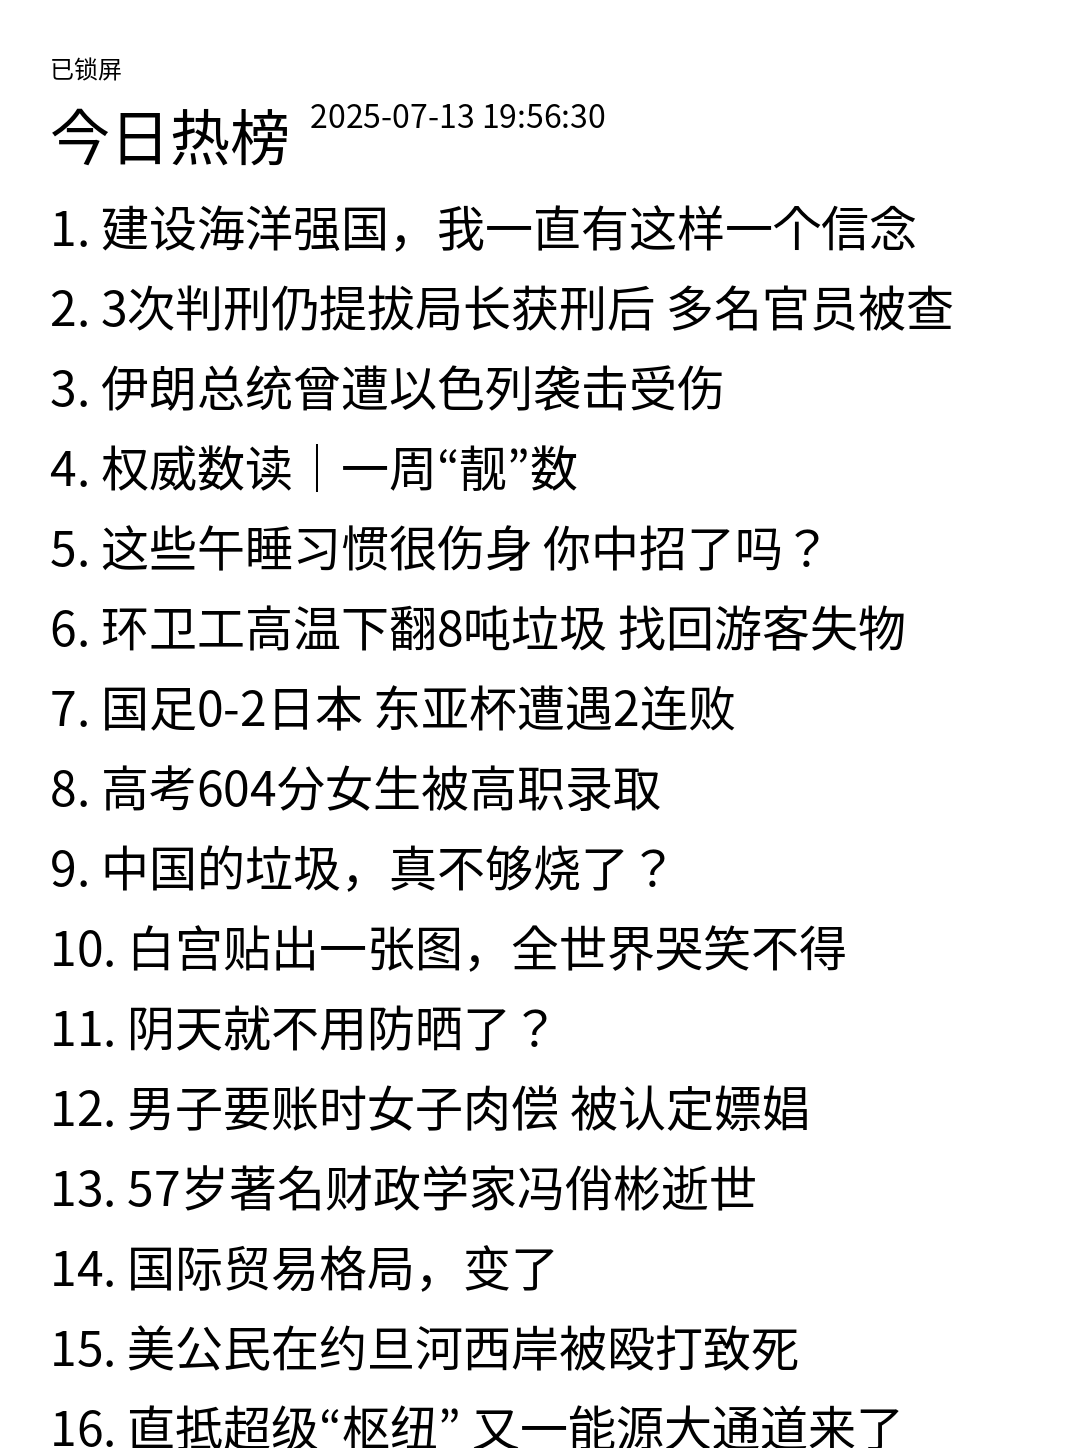 已锁屏
今日热榜 2025-07-13 19:56:30
1. 建设海洋强国，我一直有这样一个信念
2. 3次判刑仍提拔局长获刑后 多名官员被查
3. 伊朗总统曾遭以色列袭击受伤
4. 权威数读｜一周“靓”数
5. 这些午睡习惯很伤身 你中招了吗？
6. 环卫工高温下翻8吨垃圾 找回游客失物
7. 国足0-2日本 东亚杯遭遇2连败
8. 高考604分女生被高职录取
9. 中国的垃圾，真不够烧了？
10. 白宫贴出一张图，全世界哭笑不得
11. 阴天就不用防晒了？
12. 男子要账时女子肉偿 被认定嫖娼
13. 57岁著名财政学家冯俏彬逝世
14. 国际贸易格局，变了
15. 美公民在约旦河西岸被殴打致死
16. 直抵超级“枢纽” 又一能源大通道来了